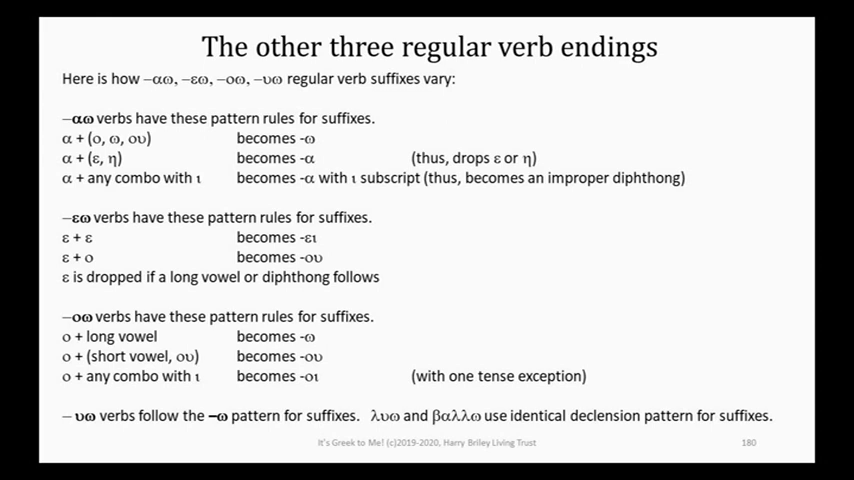 The other three regular verb endings
Here is how –αω, –εω, –οω, –υω regular verb suffixes vary:
–αω verbs have these pattern rules for suffixes.
α + (ο, ω, ου) becomes -ω
α + (ε, η) becomes -α (thus, drops ε or η)
α + any combo with ι becomes -α with ι subscript (thus, becomes an improper diphthong)
–εω verbs have these pattern rules for suffixes.
ε + ε becomes -ει
ε + ο becomes -ου
ε is dropped if a long vowel or diphthong follows
–οω verbs have these pattern rules for suffixes.
ο + long vowel becomes -ω
ο + (short vowel, ου) becomes -ου
ο + any combo with ι becomes -οι (with one tense exception)
– υω verbs follow the –ω pattern for suffixes. λυω and βαλλω use identical declension pattern for suffixes.
It's Greek to Me! (c)2019-2020, Harry Briley Living Trust 180